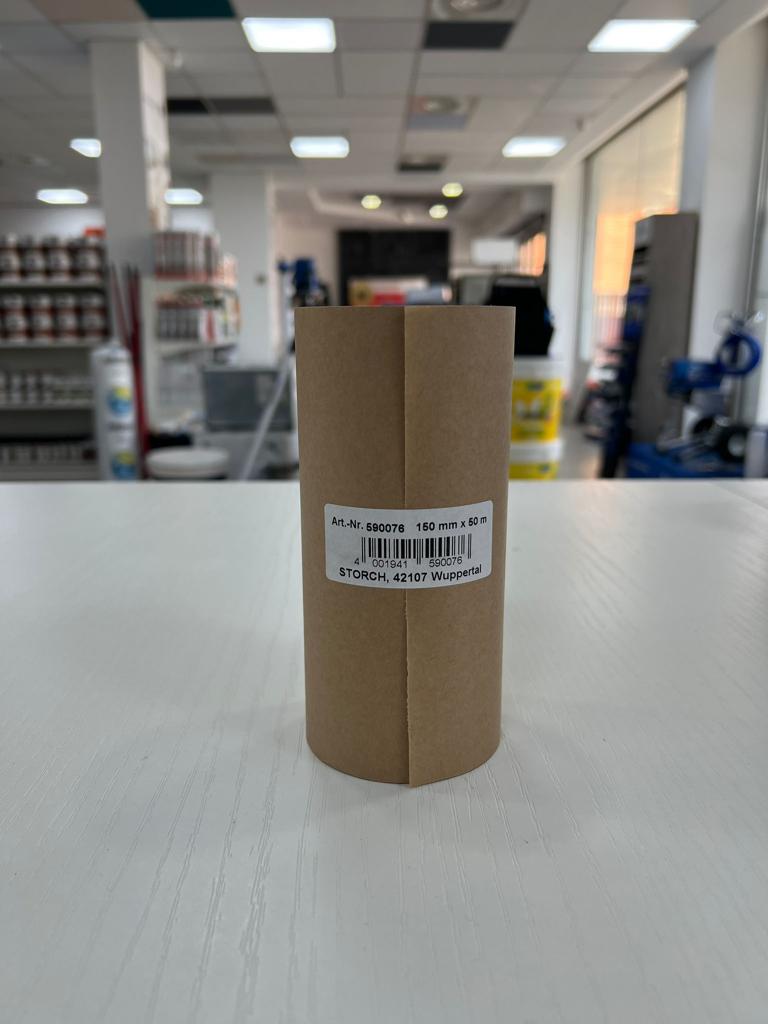 Art.-Nr. 590076 150 mm x 50 m
4 001941 590076
STORCH, 42107 Wuppertal